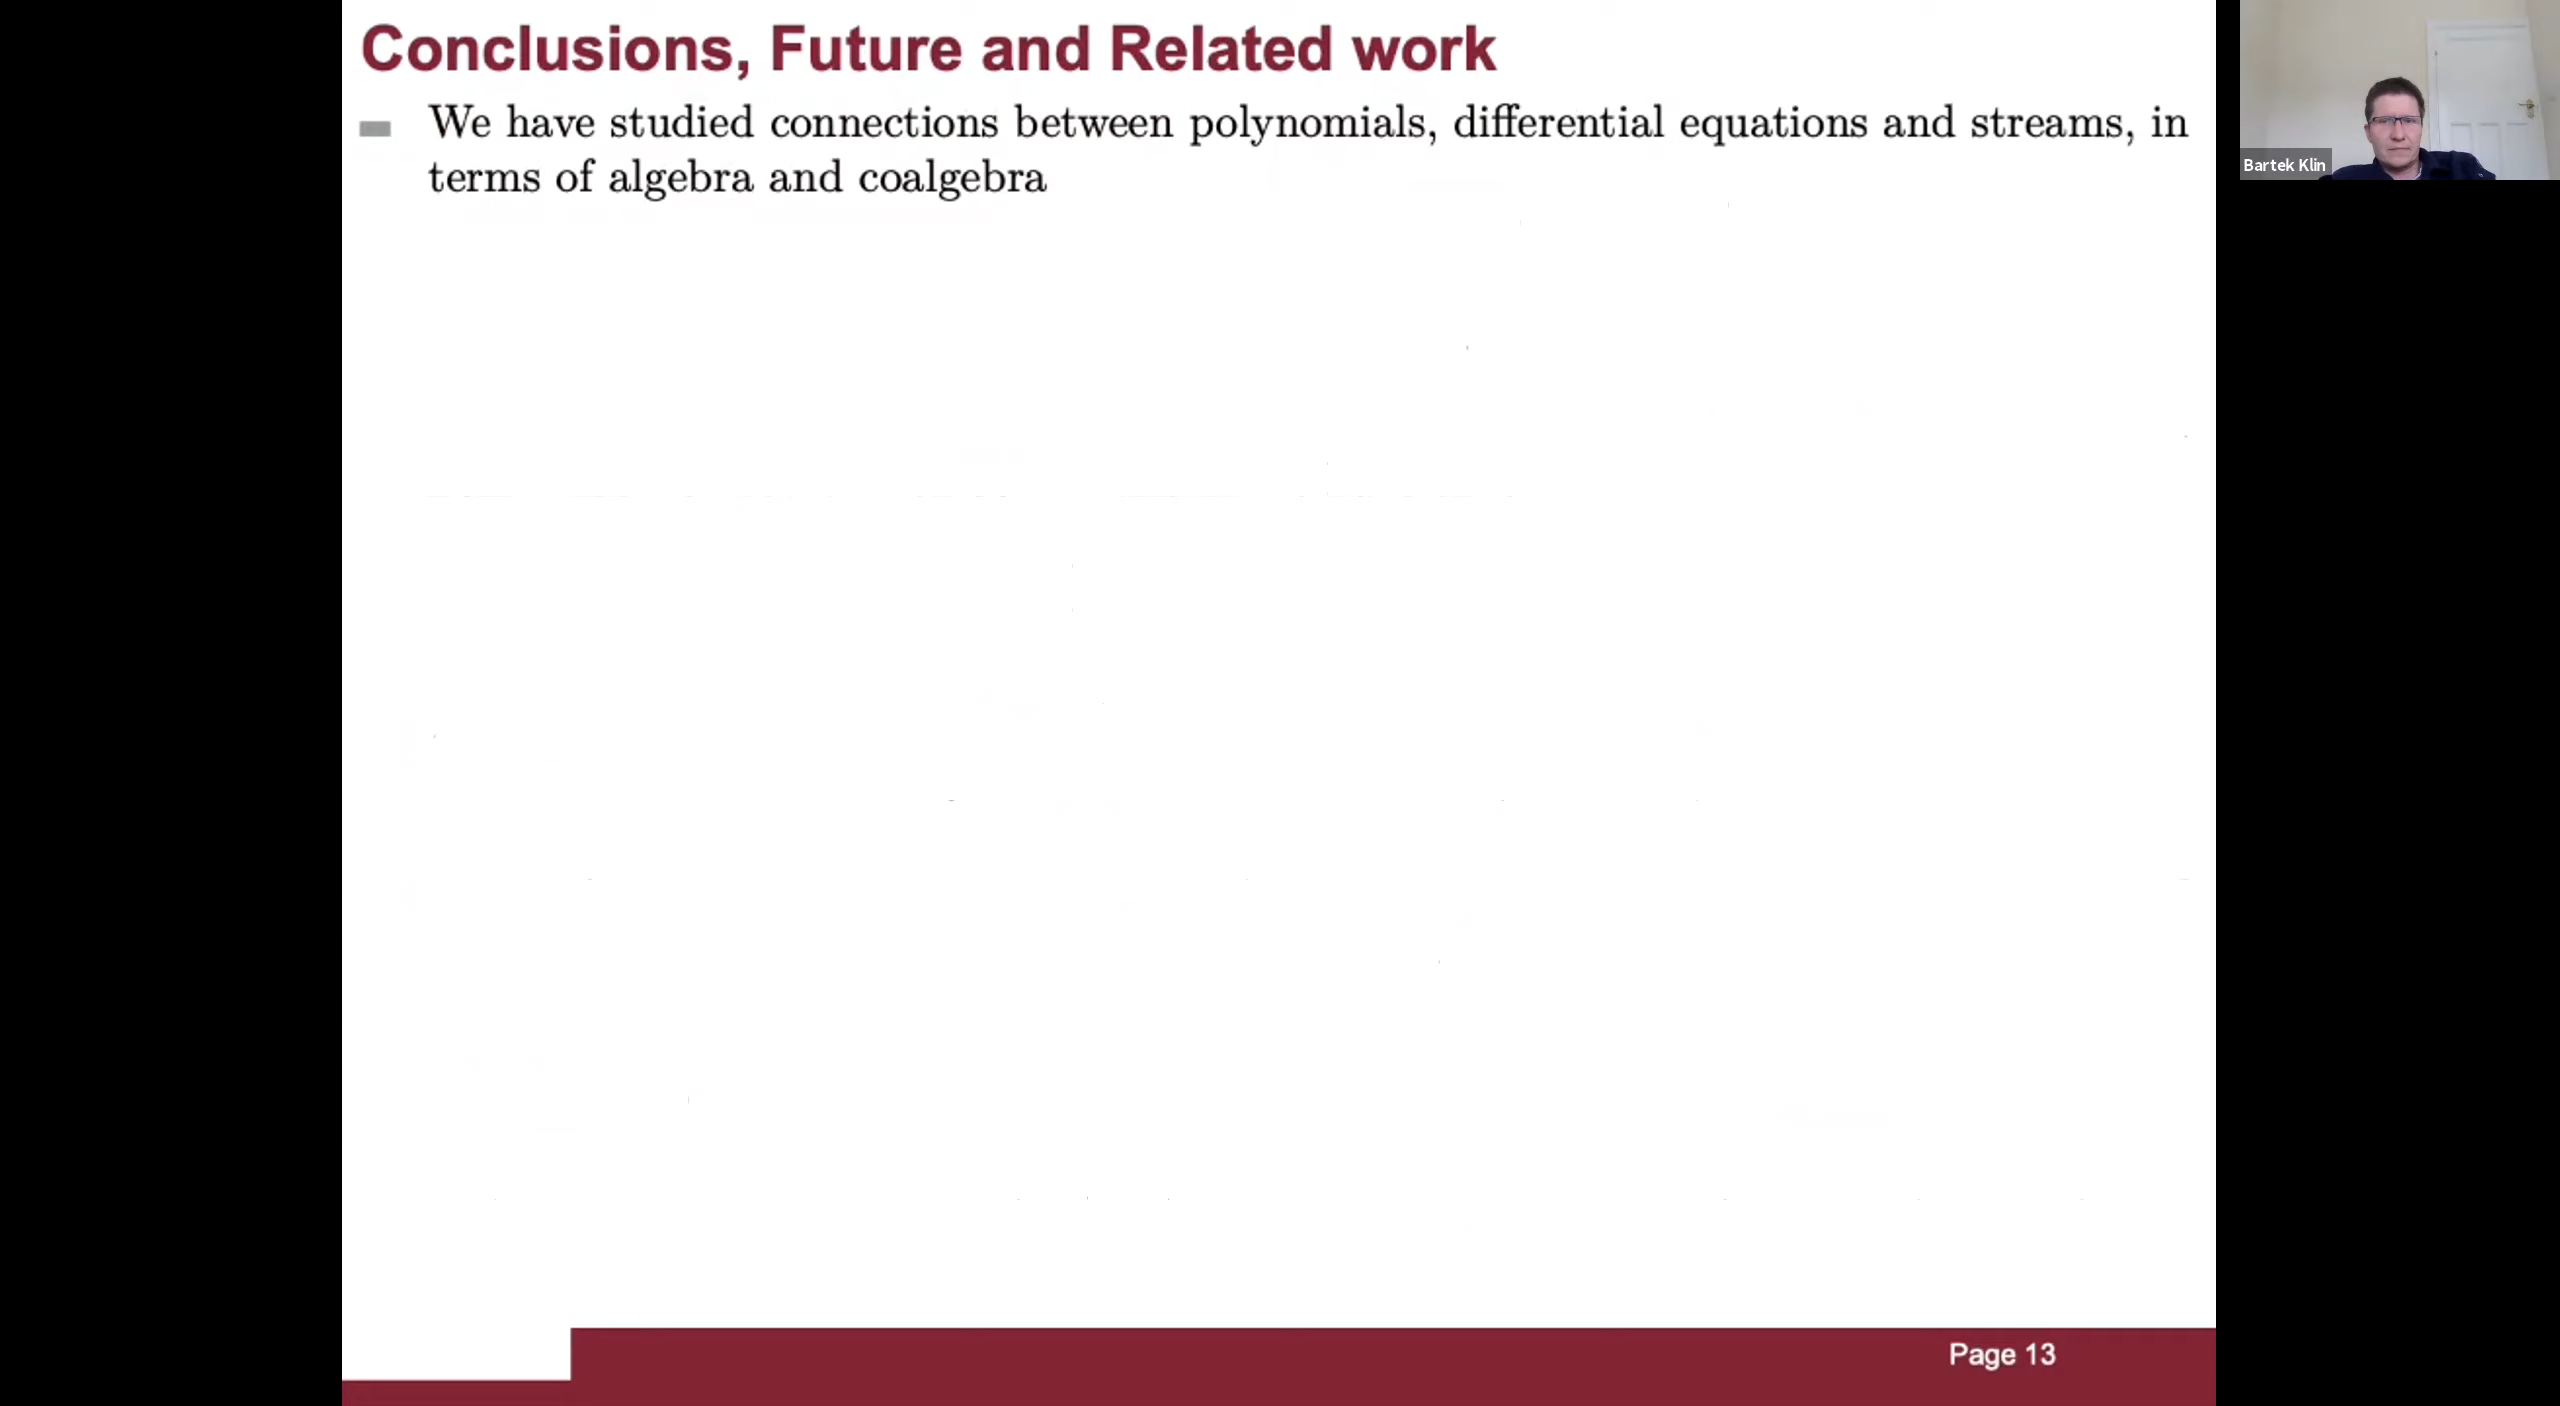 Conclusions, Future and Related work
We have studied connections between polynomials, differential equations and streams, in
terms of algebra and coalgebra
Bartek Klin
Page 13